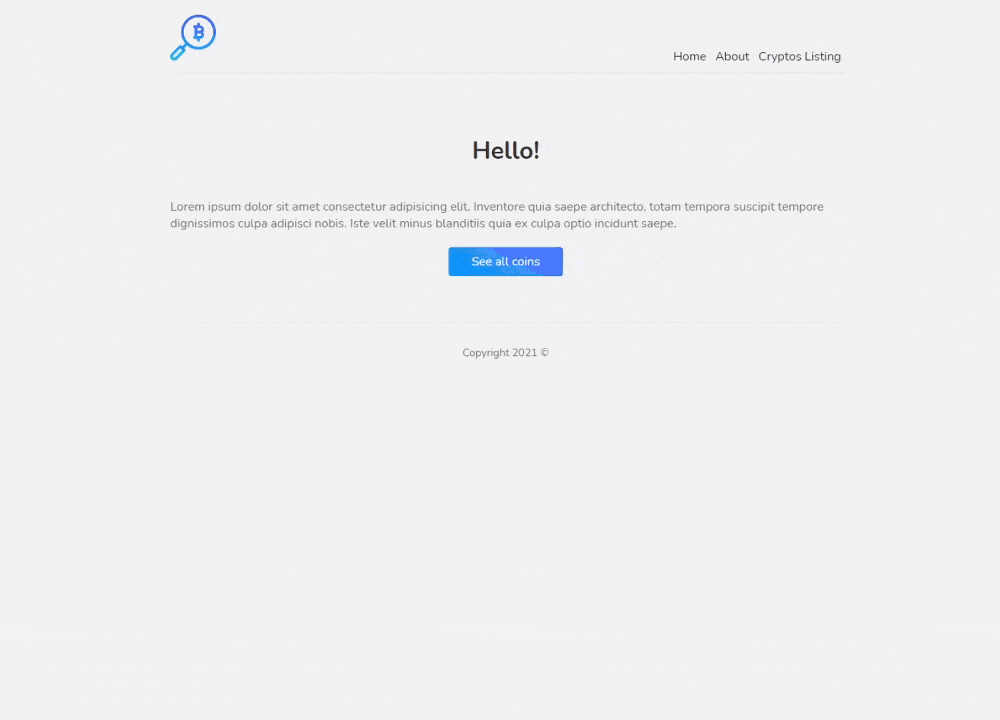 Home About Cryptos Listing
Hello!
Lorem ipsum dolor sit amet consectetur adipisicing elit. Inventore quia saepe architecto, totam tempora suscipit tempore
dignissimos culpa adipisci nobis. Iste velit minus blanditiis quia ex culpa optio incidunt saepe.
See all coins
Copyright 2021 ©